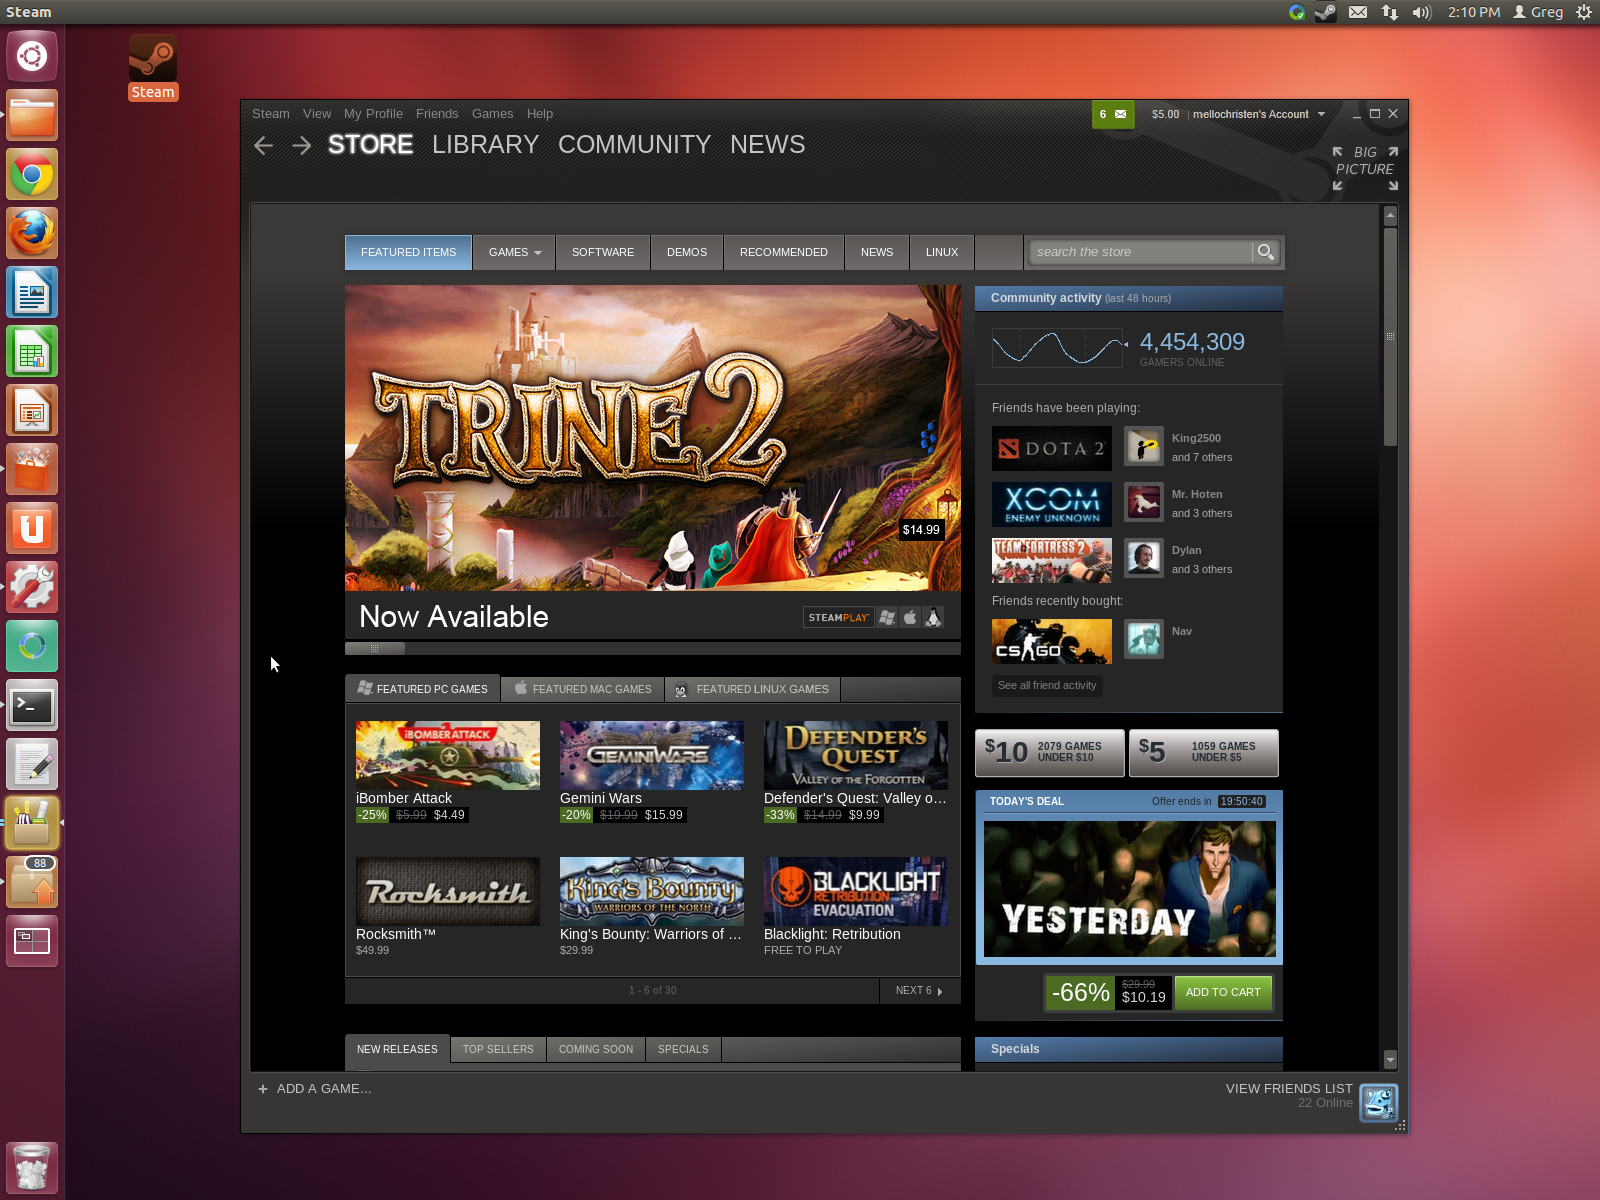 Steam
2:10 PM Greg
Steam
Steam View My Profile Friends Games Help
6
$5.00 | mellochristen's Account
STORE LIBRARY COMMUNITY NEWS
BIG
PICTURE
FEATURED ITEMS GAMES SOFTWARE DEMOS RECOMMENDED NEWS LINUX
search the store
TRINE 2
$14.99
Now Available
STEAMPLAY
Community activity (last 48 hours)
4,454,309
GAMERS ONLINE
Friends have been playing:
DOTA 2
King2500
and 7 others
XCOM
ENEMY UNKNOWN
Mr. Hoten
and 3 others
TEAM FORTRESS 2
Dylan
and 3 others
Friends recently bought:
CS GO
Nav
See all friend activity
FEATURED PC GAMES FEATURED MAC GAMES FEATURED LINUX GAMES
iBOMBER ATTACK
GEMINI WARS
DEFENDER'S
QUEST
VALLEY OF THE FORGOTTEN
iBomber Attack
-25% $5.99 $4.49
Gemini Wars
-20% $19.99 $15.99
Defender's Quest: Valley o...
-33% $14.99 $9.99
Rocksmith
KING'S BOUNTY
WARRIORS OF THE NORTH
BLACKLIGHT
RETRIBUTION
EVACUATION
Rocksmith™
$49.99
King's Bounty: Warriors of ...
$29.99
Blacklight: Retribution
FREE TO PLAY
1 - 6 of 30
NEXT 6
$10 2079 GAMES
UNDER $10
$5 1059 GAMES
UNDER $5
TODAY'S DEAL
Offer ends in 19:50:40
YESTERDAY
-66% $29.99
$10.19
ADD TO CART
NEW RELEASES TOP SELLERS COMING SOON SPECIALS
Specials
+ ADD A GAME...
VIEW FRIENDS LIST
22 Online
88